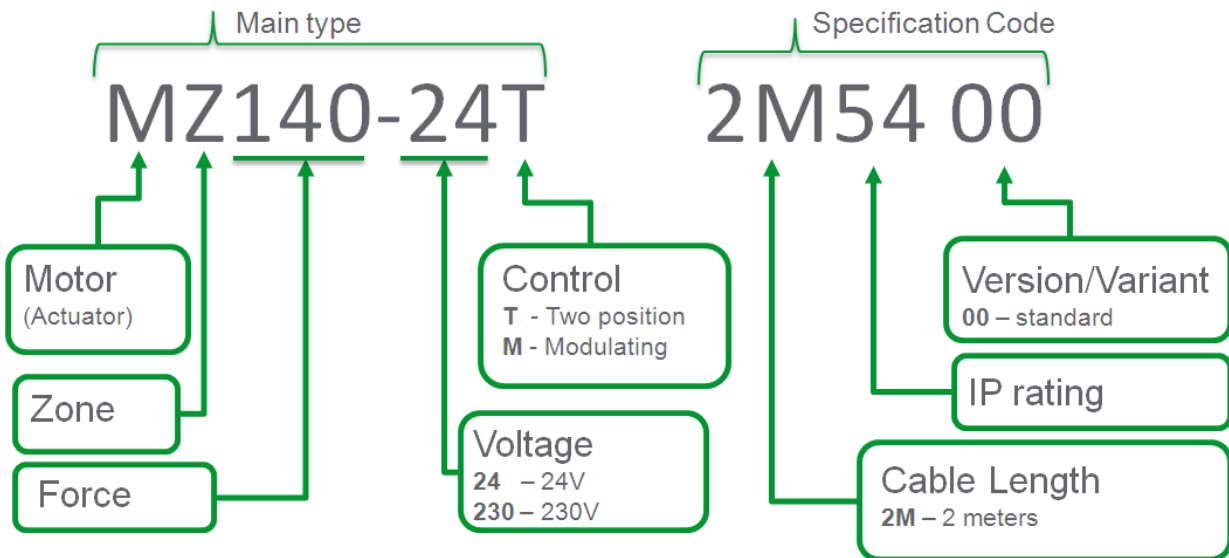 Main type
Specification Code
MZ140-24T
2M54 00
Motor
(Actuator)
Control
T - Two position
M - Modulating
Version/Variant
00 – standard
Zone
IP rating
Voltage
24 – 24V
230 – 230V
Force
Cable Length
2M – 2 meters